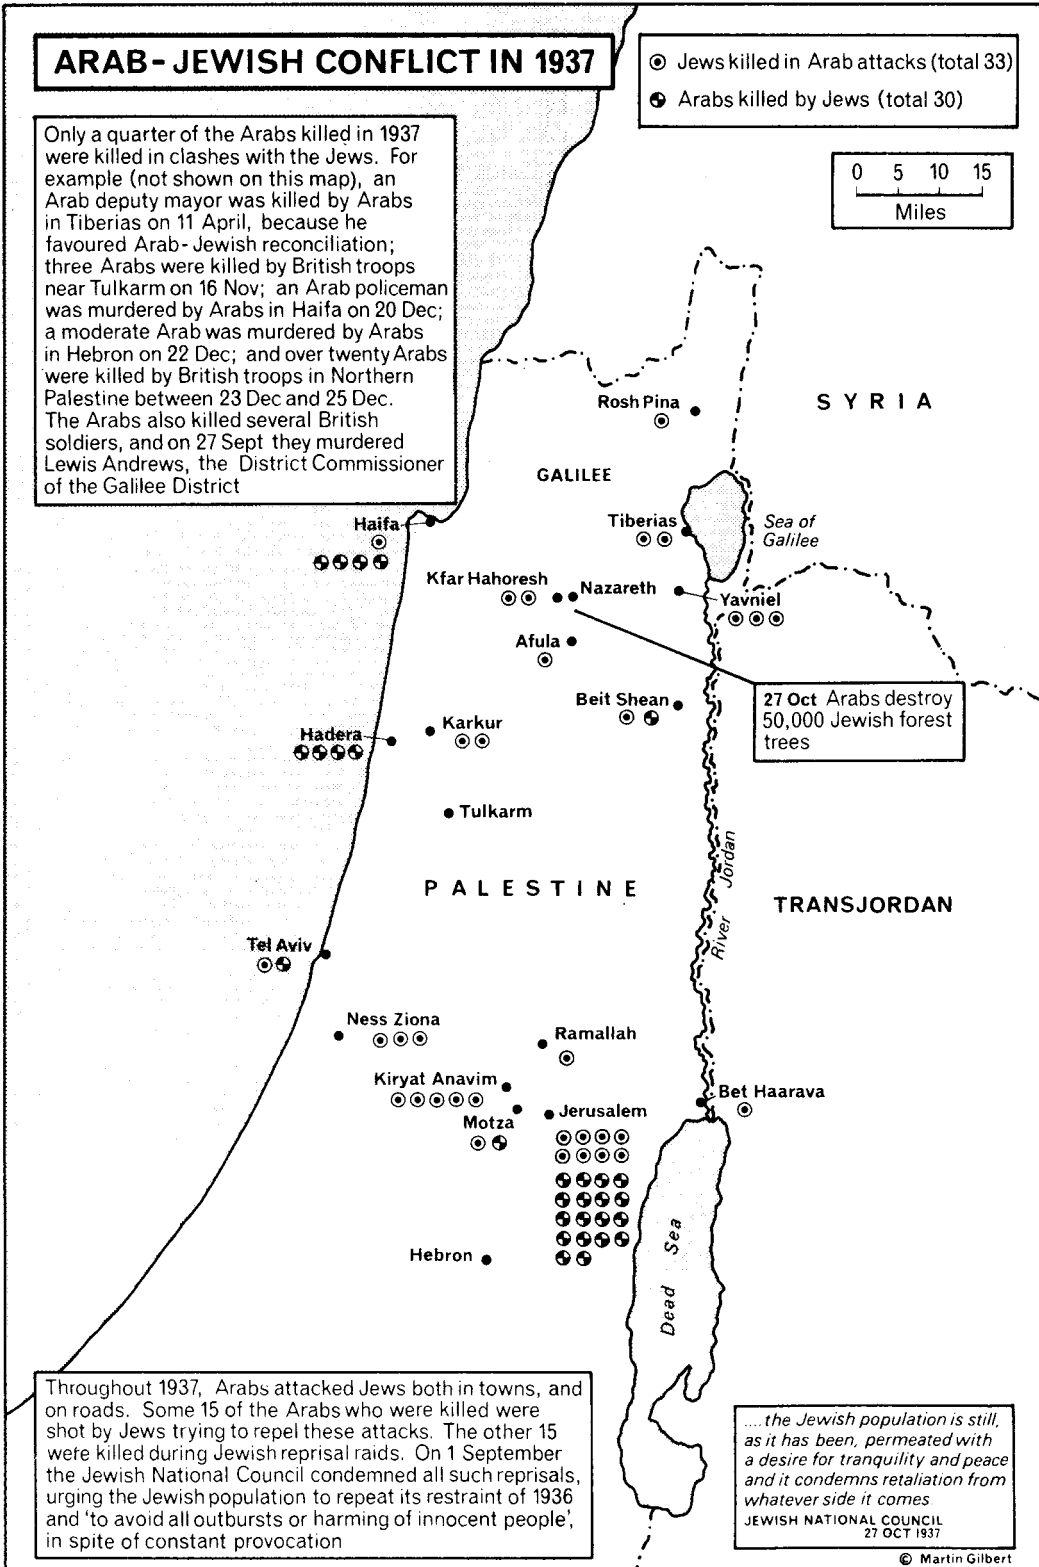 ARAB-JEWISH CONFLICT IN 1937
Jews killed in Arab attacks (total 33)
Arabs killed by Jews (total 30)
0 5 10 15
Miles
Only a quarter of the Arabs killed in 1937
were killed in clashes with the Jews. For
example (not shown on this map), an
Arab deputy mayor was killed by Arabs
in Tiberias on 11 April, because he
favoured Arab-Jewish reconciliation;
three Arabs were killed by British troops
near Tulkarm on 16 Nov; an Arab policeman
was murdered by Arabs in Haifa on 20 Dec;
a moderate Arab was murdered by Arabs
in Hebron on 22 Dec; and over twenty Arabs
were killed by British troops in Northern
Palestine between 23 Dec and 25 Dec.
The Arabs also killed several British
soldiers, and on 27 Sept they murdered
Lewis Andrews, the District Commissioner
of the Galilee District
Rosh Pina
SYRIA
GALILEE
Haifa
Tiberias
Sea of
Galilee
Kfar Hahoresh
Nazareth
Yavniel
Afula
Beit Shean
27 Oct Arabs destroy
50,000 Jewish forest
trees
Hadera
Karkur
Tulkarm
PALESTINE
TRANSJORDAN
River Jordan
Tel Aviv
Ness Ziona
Ramallah
Kiryat Anavim
Bet Haarava
Motza
Jerusalem
Hebron
Dead Sea
Throughout 1937, Arabs attacked Jews both in towns, and
on roads. Some 15 of the Arabs who were killed were
shot by Jews trying to repel these attacks. The other 15
were killed during Jewish reprisal raids. On 1 September
the Jewish National Council condemned all such reprisals,
urging the Jewish population to repeat its restraint of 1936
and 'to avoid all outbursts or harming of innocent people',
in spite of constant provocation
....the Jewish population is still,
as it has been, permeated with
a desire for tranquility and peace
and it condemns retaliation from
whatever side it comes
JEWISH NATIONAL COUNCIL
27 OCT 1937
© Martin Gilbert